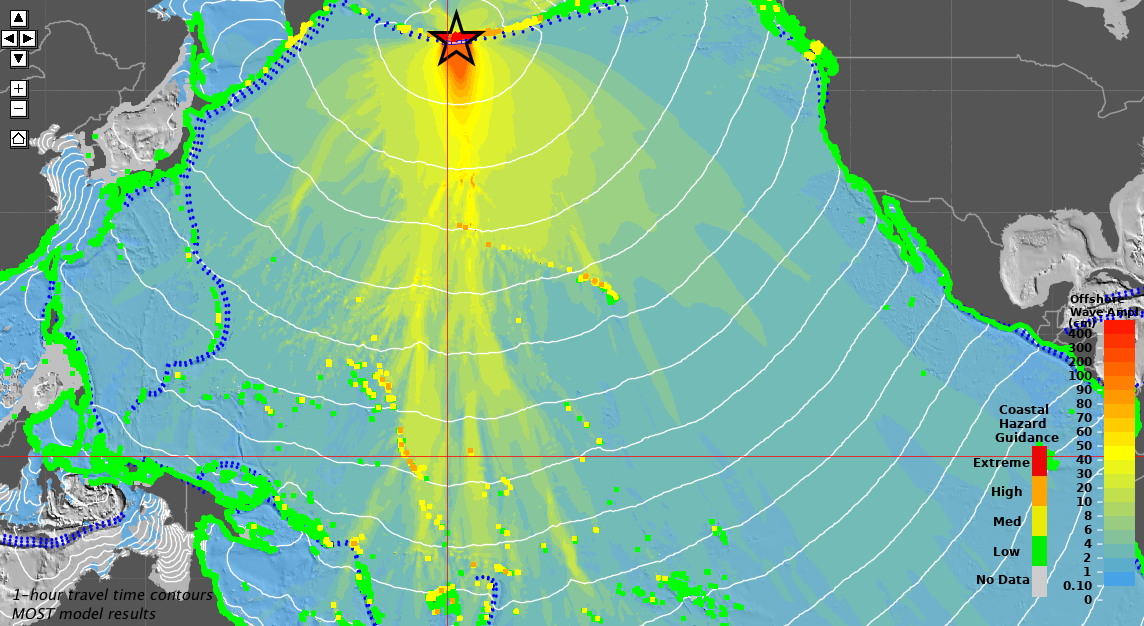 Offshore
Wave Ampl.
(cm)
400
300
200
100
90
80
70
60
50
40
30
20
10
8
6
4
2
1
0.10
0
Coastal
Hazard
Guidance
Extreme
High
Med
Low
No Data
1-hour travel time contours
MOST model results